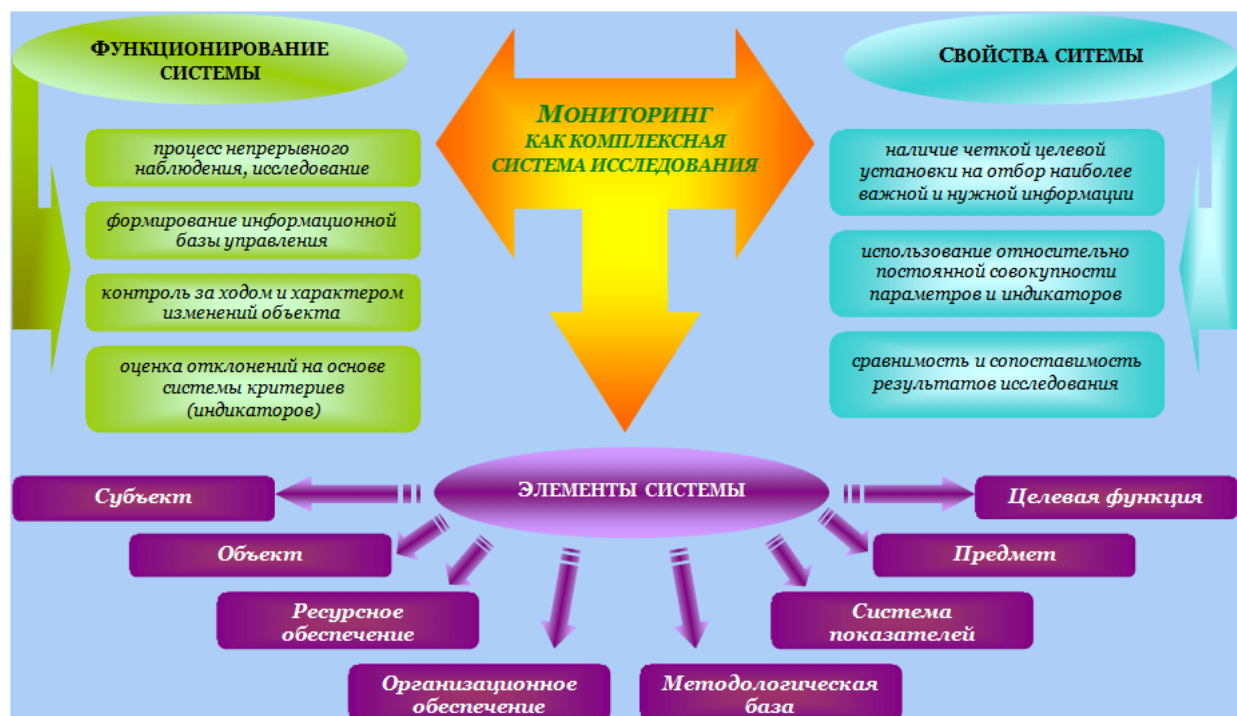 ФУНКЦИОНИРОВАНИЕ
СИСТЕМЫ
процесс непрерывного
наблюдения, исследование
формирование информационной
базы управления
контроль за ходом и характером
изменений объекта
оценка отклонений на основе
системы критериев
(индикаторов)
МОНИТОРИНГ
КАК КОМПЛЕКСНАЯ
СИСТЕМА ИССЛЕДОВАНИЯ
СВОЙСТВА СИТЕМЫ
наличие четкой целевой
установки на отбор наиболее
важной и нужной информации
использование относительно
постоянной совокупности
параметров и индикаторов
сравнимость и сопоставимость
результатов исследования
ЭЛЕМЕНТЫ СИСТЕМЫ
Субъект
Объект
Ресурсное
обеспечение
Организационное
обеспечение
Методологическая
база
Система
показателей
Предмет
Целевая функция